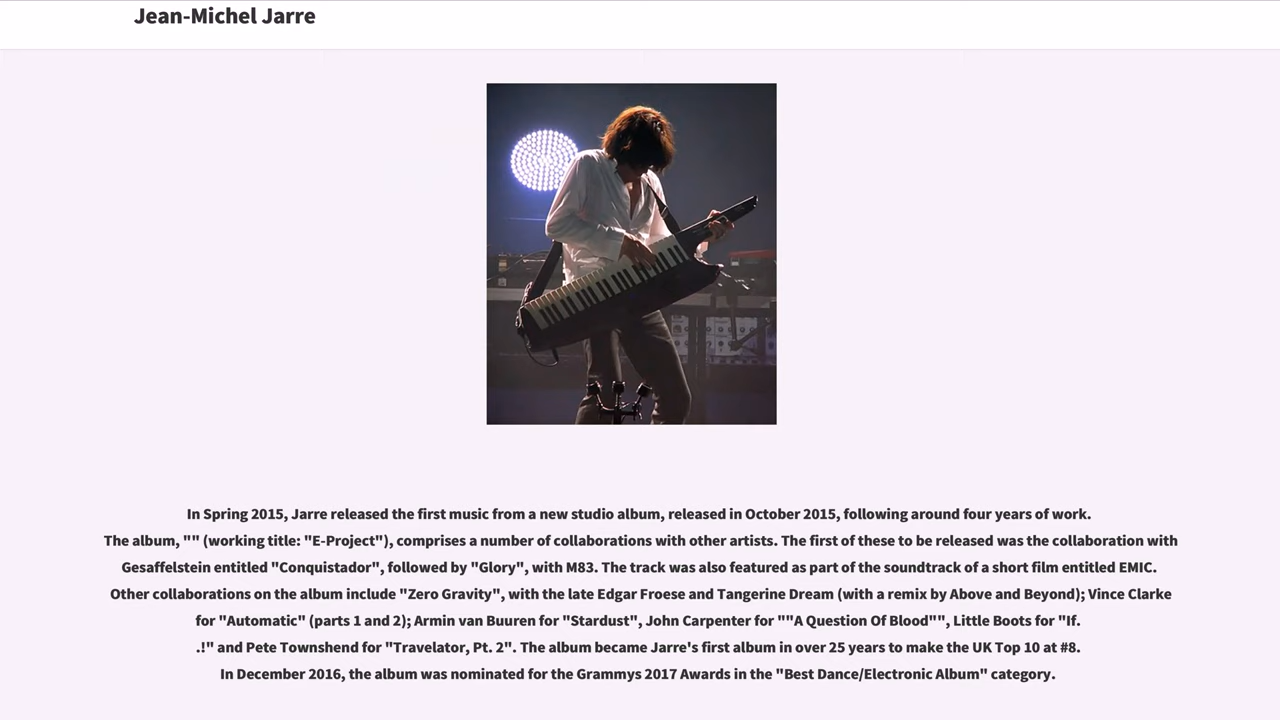 Jean-Michel Jarre
In Spring 2015, Jarre released the first music from a new studio album, released in October 2015, following around four years of work.
The album, "" (working title: "E-Project"), comprises a number of collaborations with other artists. The first of these to be released was the collaboration with
Gesaffelstein entitled "Conquistador", followed by "Glory", with M83. The track was also featured as part of the soundtrack of a short film entitled EMIC.
Other collaborations on the album include "Zero Gravity", with the late Edgar Froese and Tangerine Dream (with a remix by Above and Beyond); Vince Clarke
for "Automatic" (parts 1 and 2); Armin van Buuren for "Stardust", John Carpenter for ""A Question Of Blood"", Little Boots for "If.
.!" and Pete Townshend for "Travelator, Pt. 2". The album became Jarre's first album in over 25 years to make the UK Top 10 at #8.
In December 2016, the album was nominated for the Grammys 2017 Awards in the "Best Dance/Electronic Album" category.